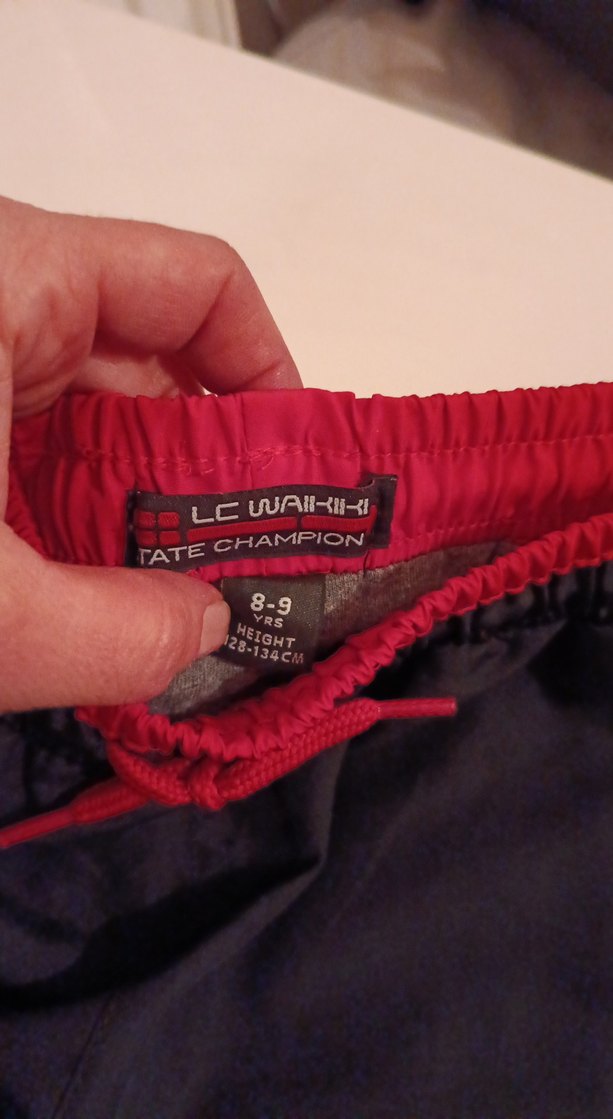 LC WAIKIKI
TATE CHAMPION
8-9
YRS
HEIGHT
128-134CM